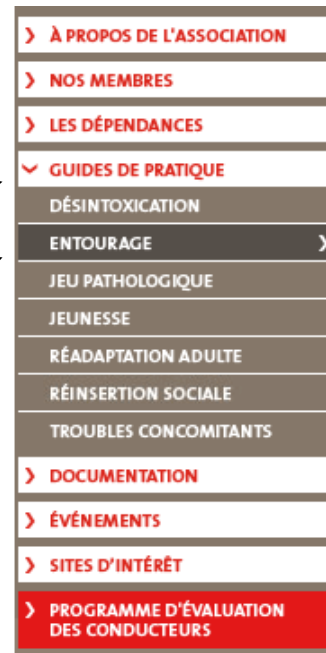 À PROPOS DE L'ASSOCIATION
NOS MEMBRES
LES DÉPENDANCES
GUIDES DE PRATIQUE
DÉSINTOXICATION
ENTOURAGE
JEU PATHOLOGIQUE
JEUNESSE
RÉADAPTATION ADULTE
RÉINSERTION SOCIALE
TROUBLES CONCOMITANTS
DOCUMENTATION
ÉVÉNEMENTS
SITES D'INTÉRÊT
PROGRAMME D'ÉVALUATION
DES CONDUCTEURS